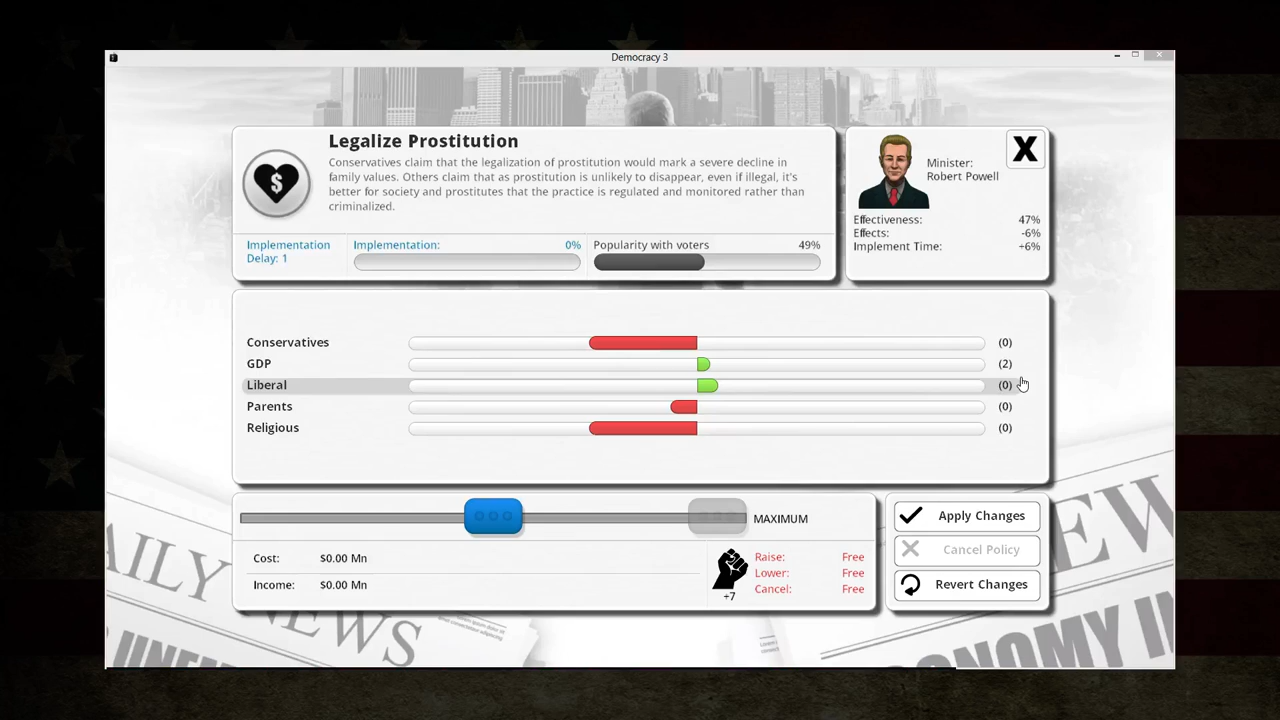 Democracy 3
Legalize Prostitution
Conservatives claim that the legalization of prostitution would mark a severe decline in
family values. Others claim that as prostitution is unlikely to disappear, even if illegal, it's
better for society and prostitutes that the practice is regulated and monitored rather than
criminalized.
Implementation
Delay: 1
Implementation: 0%
Popularity with voters 49%
X
Minister:
Robert Powell
Effectiveness: 47%
Effects: -6%
Implement Time: +6%
Conservatives (0)
GDP (2)
Liberal (0)
Parents (0)
Religious (0)
MAXIMUM
Cost: $0.00 Mn
Income: $0.00 Mn
+7
Raise: Free
Lower: Free
Cancel: Free
Apply Changes
Cancel Policy
Revert Changes
AILY NEWS
NEW
ONOMY IN